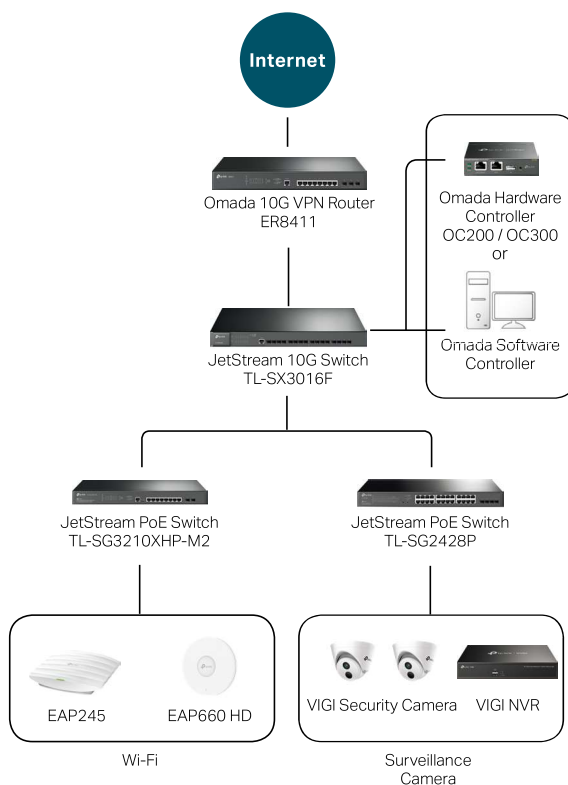 Internet
Omada 10G VPN Router
ER8411
Omada Hardware
Controller
OC200 / OC300
or
Omada Software
Controller
JetStream 10G Switch
TL-SX3016F
JetStream PoE Switch
TL-SG3210XHP-M2
JetStream PoE Switch
TL-SG2428P
EAP245
EAP660 HD
VIGI Security Camera
VIGI NVR
Wi-Fi
Surveillance
Camera